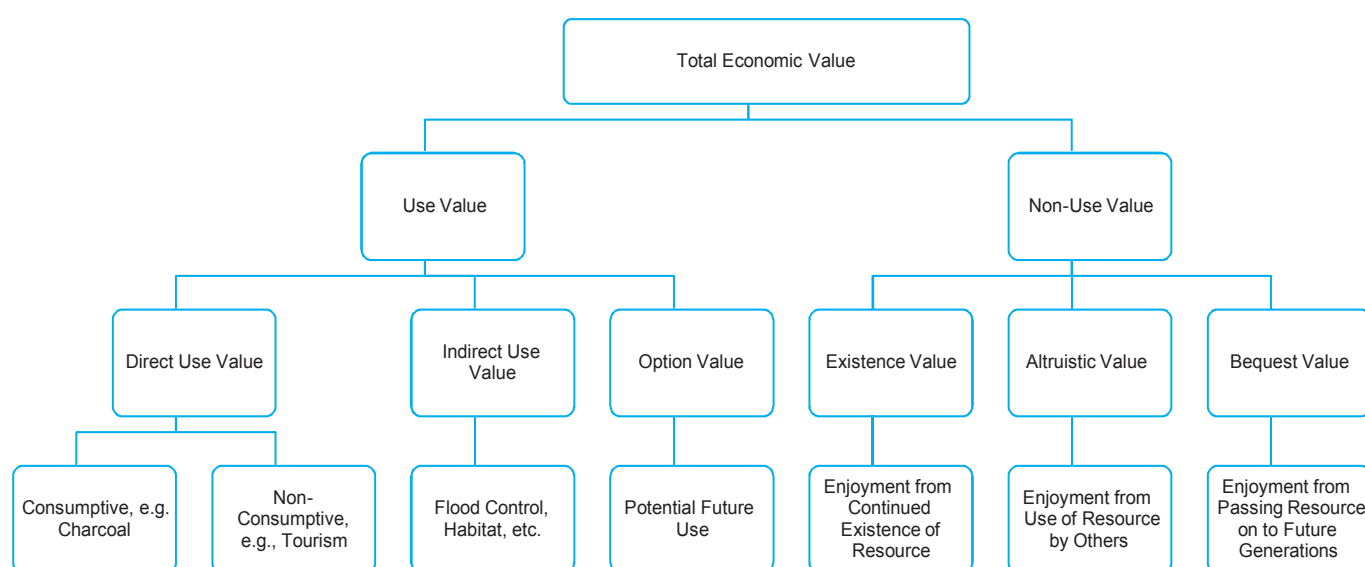 Total Economic Value
Use Value
Non-Use Value
Direct Use Value
Indirect Use
Value
Option Value
Existence Value
Altruistic Value
Bequest Value
Consumptive, e.g.
Charcoal
Non-
Consumptive,
e.g., Tourism
Flood Control,
Habitat, etc.
Potential Future
Use
Enjoyment from
Continued
Existence of
Resource
Enjoyment from
Use of Resource
by Others
Enjoyment from
Passing Resource
on to Future
Generations